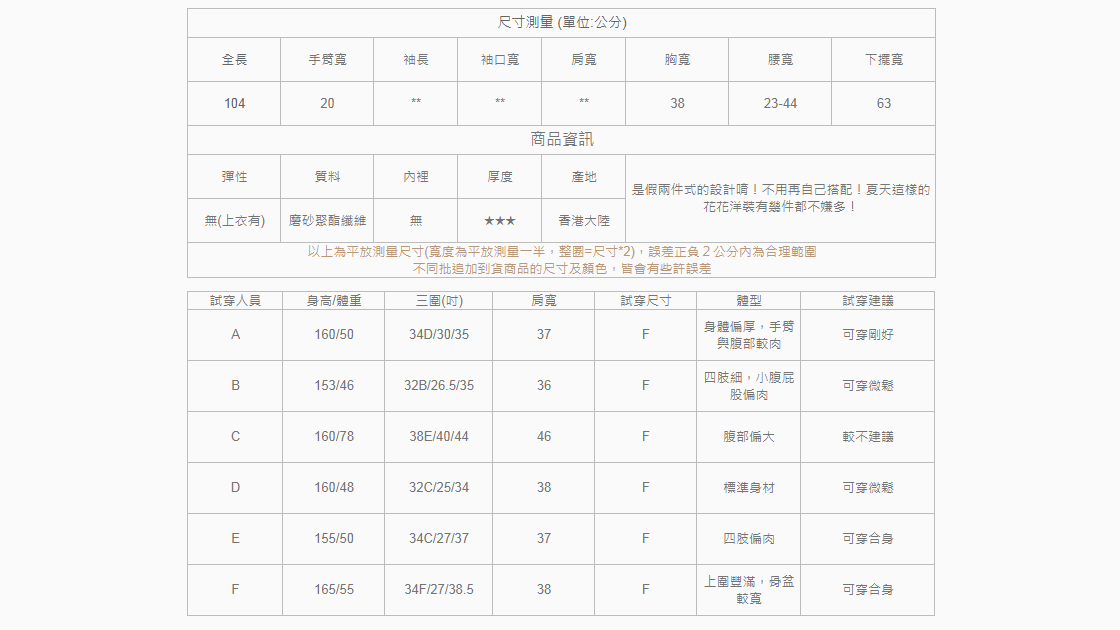 尺寸測量 (單位:公分)
全長 手臂寬 袖長 袖口寬 肩寬 胸寬 腰寬 下擺寬
104 20 ** ** ** 38 23-44 63
商品資訊
彈性 質料 內裡 厚度 產地
是假兩件式的設計唷！不用再自己搭配！夏天這樣的
花花洋裝有幾件都不嫌多！
無(上衣有) 磨砂聚酯纖維 無 ★★★ 香港大陸
以上為平放測量尺寸(寬度為平放測量一半，整圈=尺寸*2)，誤差正負２公分內為合理範圍
不同批追加到貨商品的尺寸及顏色，皆會有些許誤差
試穿人員 身高/體重 三圍(吋) 肩寬 試穿尺寸 體型 試穿建議
A 160/50 34D/30/35 37 F 身體偏厚，手臂
與腹部較肉 可穿剛好
B 153/46 32B/26.5/35 36 F 四肢細，小腹屁
股偏肉 可穿微鬆
C 160/78 38E/40/44 46 F 腹部偏大 較不建議
D 160/48 32C/25/34 38 F 標準身材 可穿微鬆
E 155/50 34C/27/37 37 F 四肢偏肉 可穿合身
F 165/55 34F/27/38.5 38 F 上圍豐滿，骨盆
較寬 可穿合身